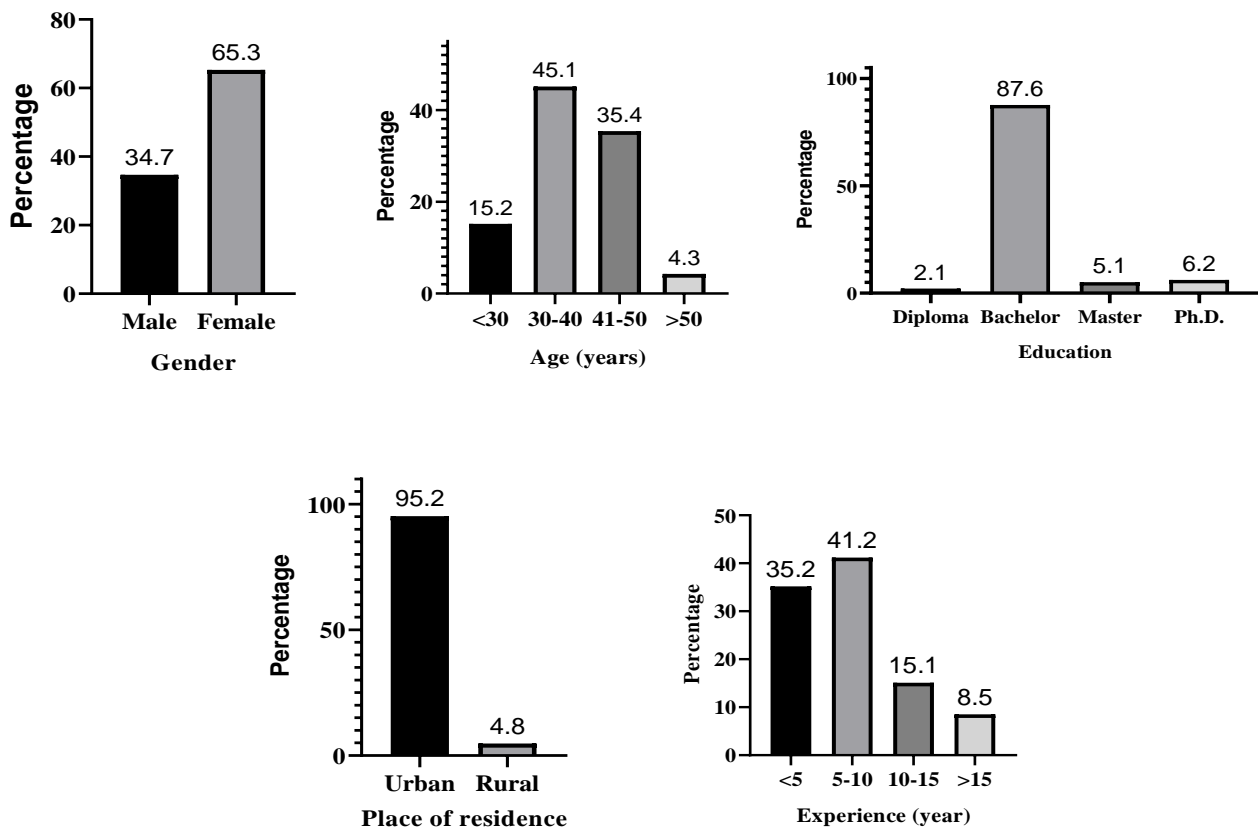 Percentage
80
60
40
20
0
34.7
65.3
Male Female
Gender
Percentage
40
20
0
15.2
45.1
35.4
4.3
<30 30-40 41-50 >50
Age (years)
Percentage
100
50
0
2.1
87.6
5.1
6.2
Diploma Bachelor Master Ph.D.
Education
Percentage
100
50
0
95.2
4.8
Urban Rural
Place of residence
Percentage
50
40
30
20
10
0
35.2
41.2
15.1
8.5
<5 5-10 10-15 >15
Experience (year)